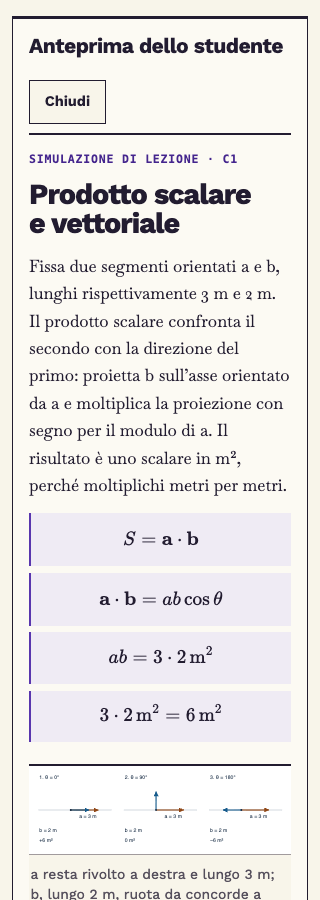 Anteprima dello studente
Chiudi
SIMULAZIONE DI LEZIONE · C1
Prodotto scalare
e vettoriale
Fissa due segmenti orientati a e b,
lunghi rispettivamente 3 m e 2 m.
Il prodotto scalare confronta il
secondo con la direzione del
primo: proietta b sull’asse orientato
da a e moltiplica la proiezione con
segno per il modulo di a. Il
risultato è uno scalare in m²,
perché moltiplichi metri per metri.
S = a · b
a · b = ab cos θ
ab = 3 · 2 m²
3 · 2 m² = 6 m²
1. θ = 0° 2. θ = 90° 3. θ = 180°
a = 3 m a = 3 m a = 3 m
b = 2 m b = 2 m b = 2 m
+6 m² 0 m² −6 m²
a resta rivolto a destra e lungo 3 m;
b, lungo 2 m, ruota da concorde a